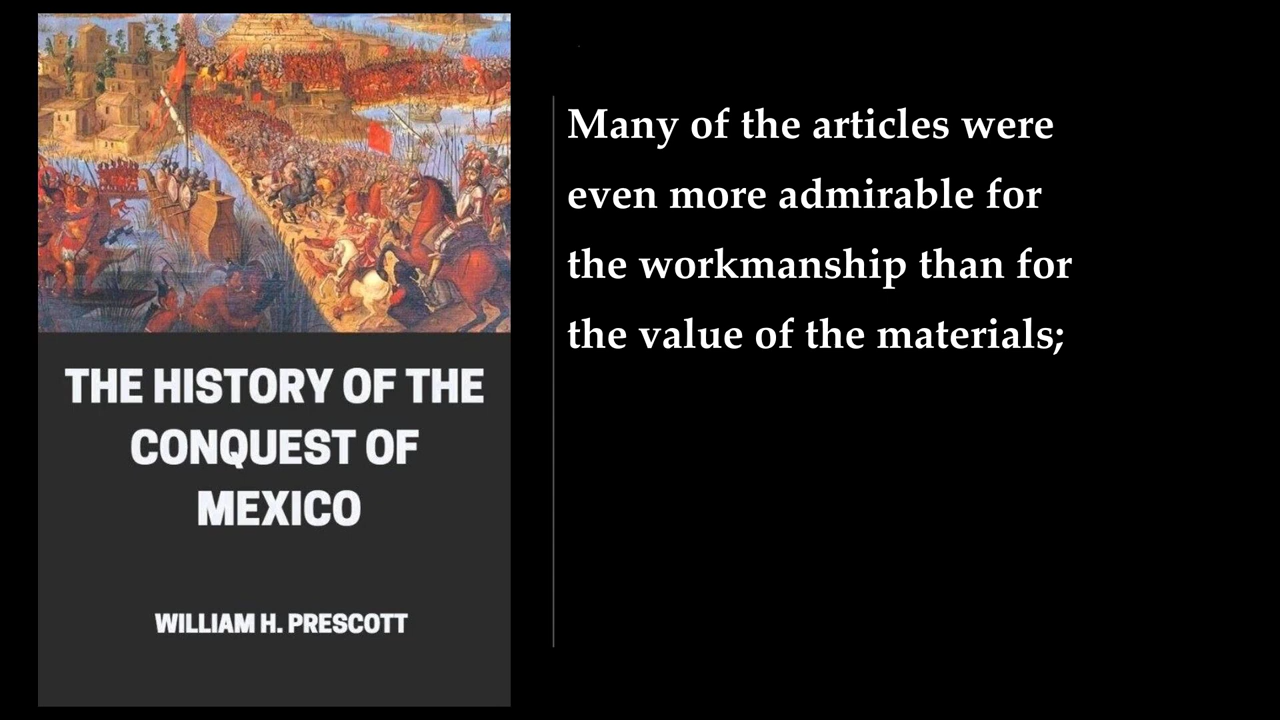 THE HISTORY OF THE
CONQUEST OF
MEXICO
WILLIAM H. PRESCOTT
Many of the articles were
even more admirable for
the workmanship than for
the value of the materials;